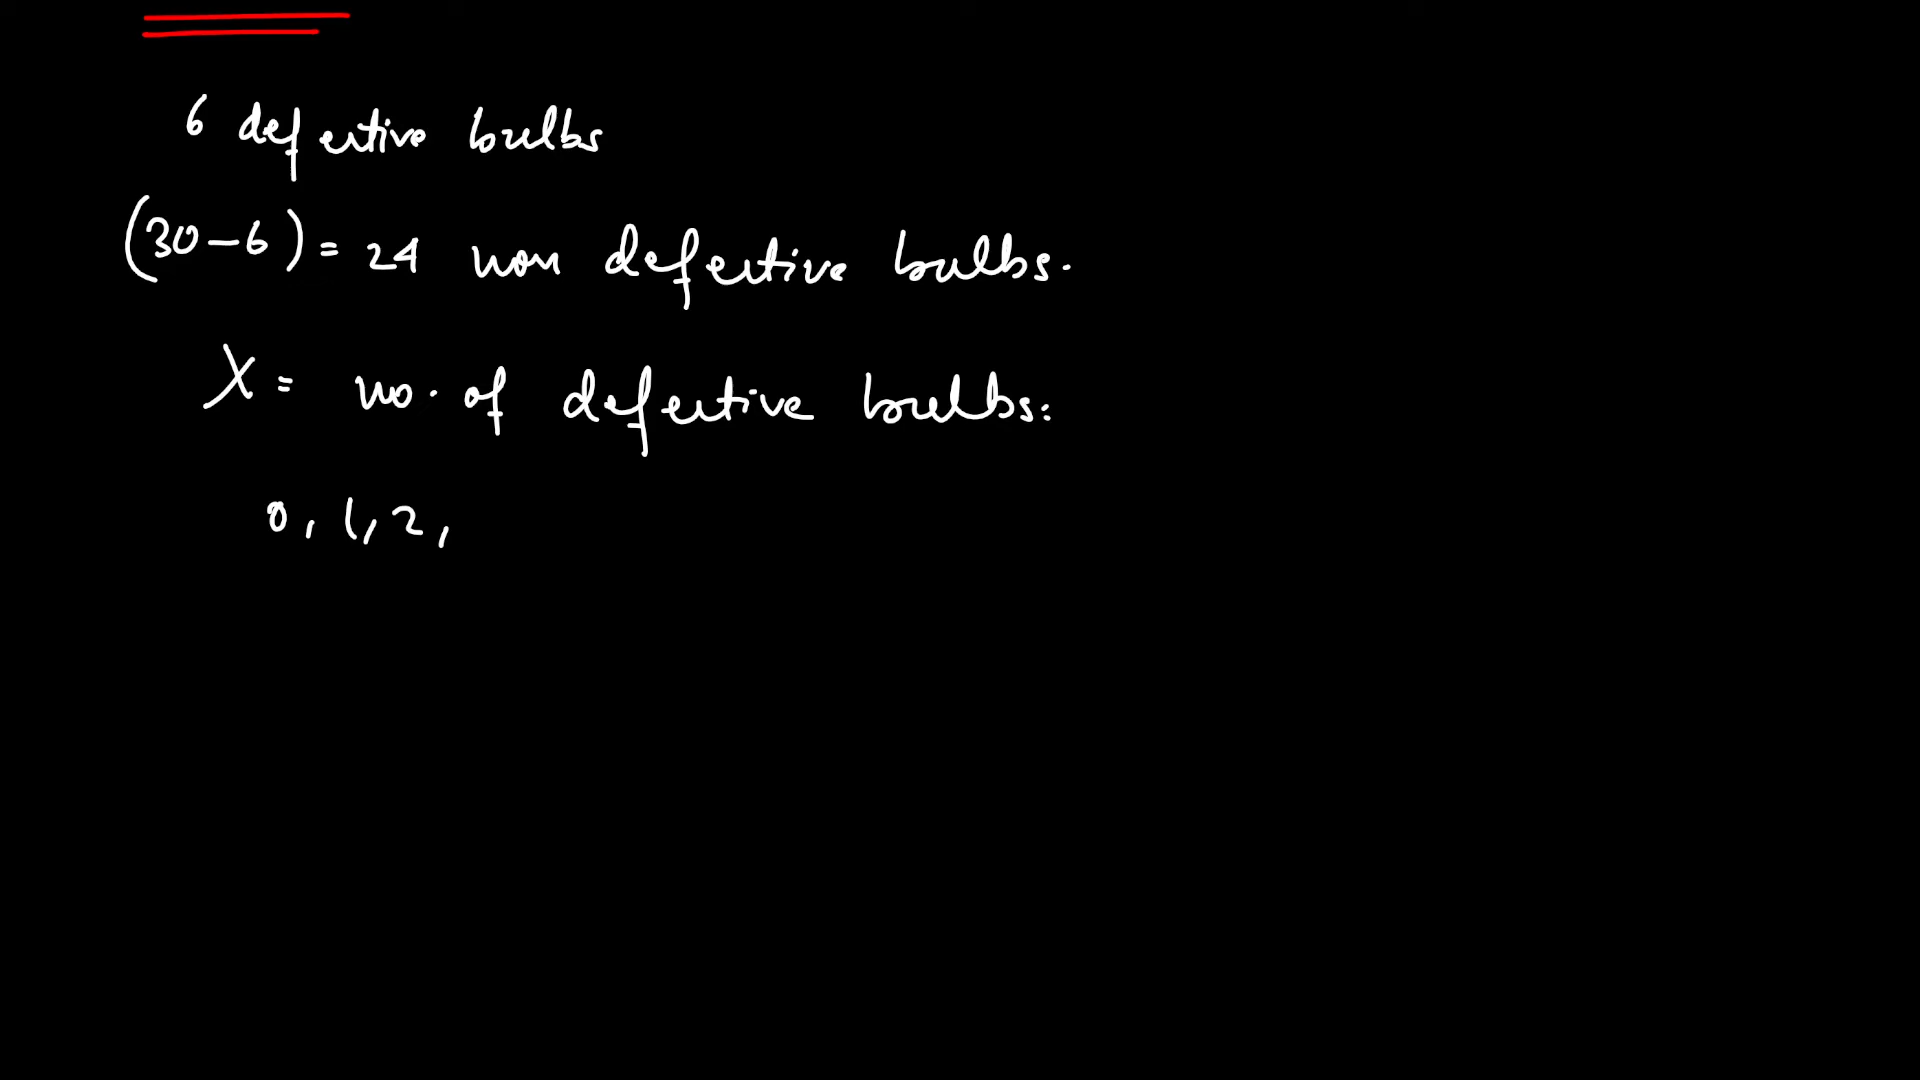 6 defective bulbs
(30-6) = 24 non defective bulbs.
X = no. of defective bulbs:
0, 1, 2,